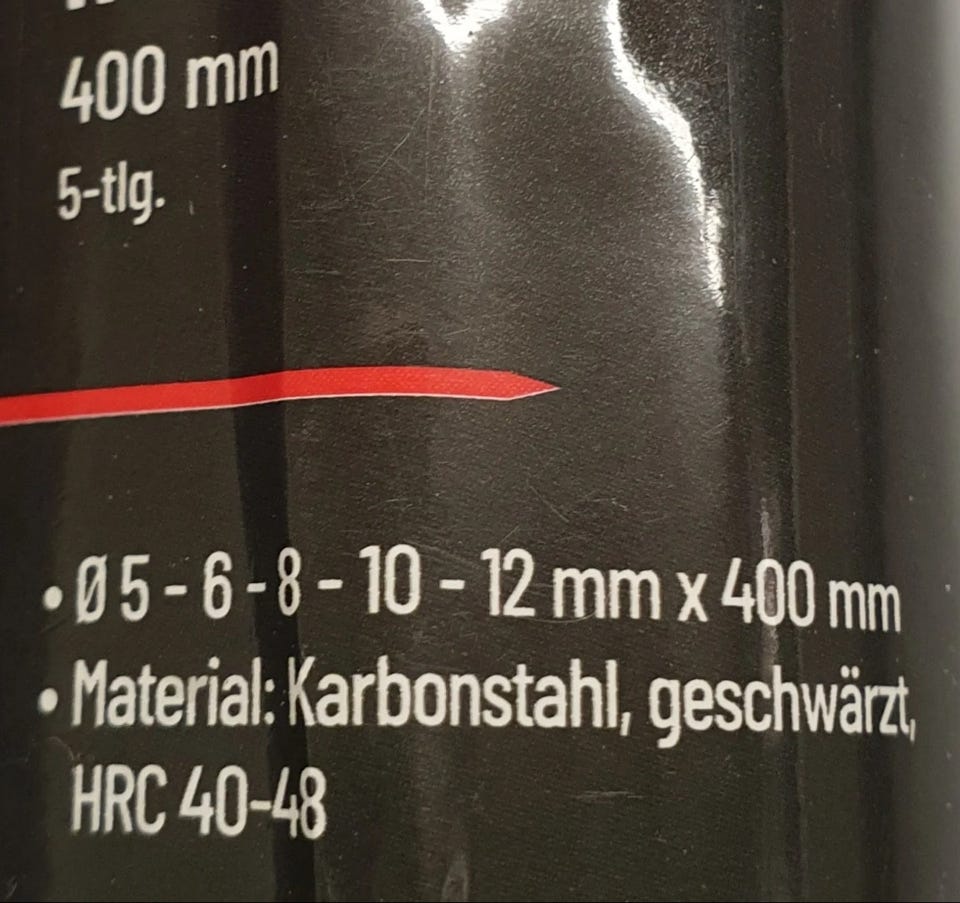 400 mm
5-tlg.
• Ø 5 - 6 - 8 - 10 - 12 mm x 400 mm
• Material: Karbonstahl, geschwärzt,
HRC 40-48